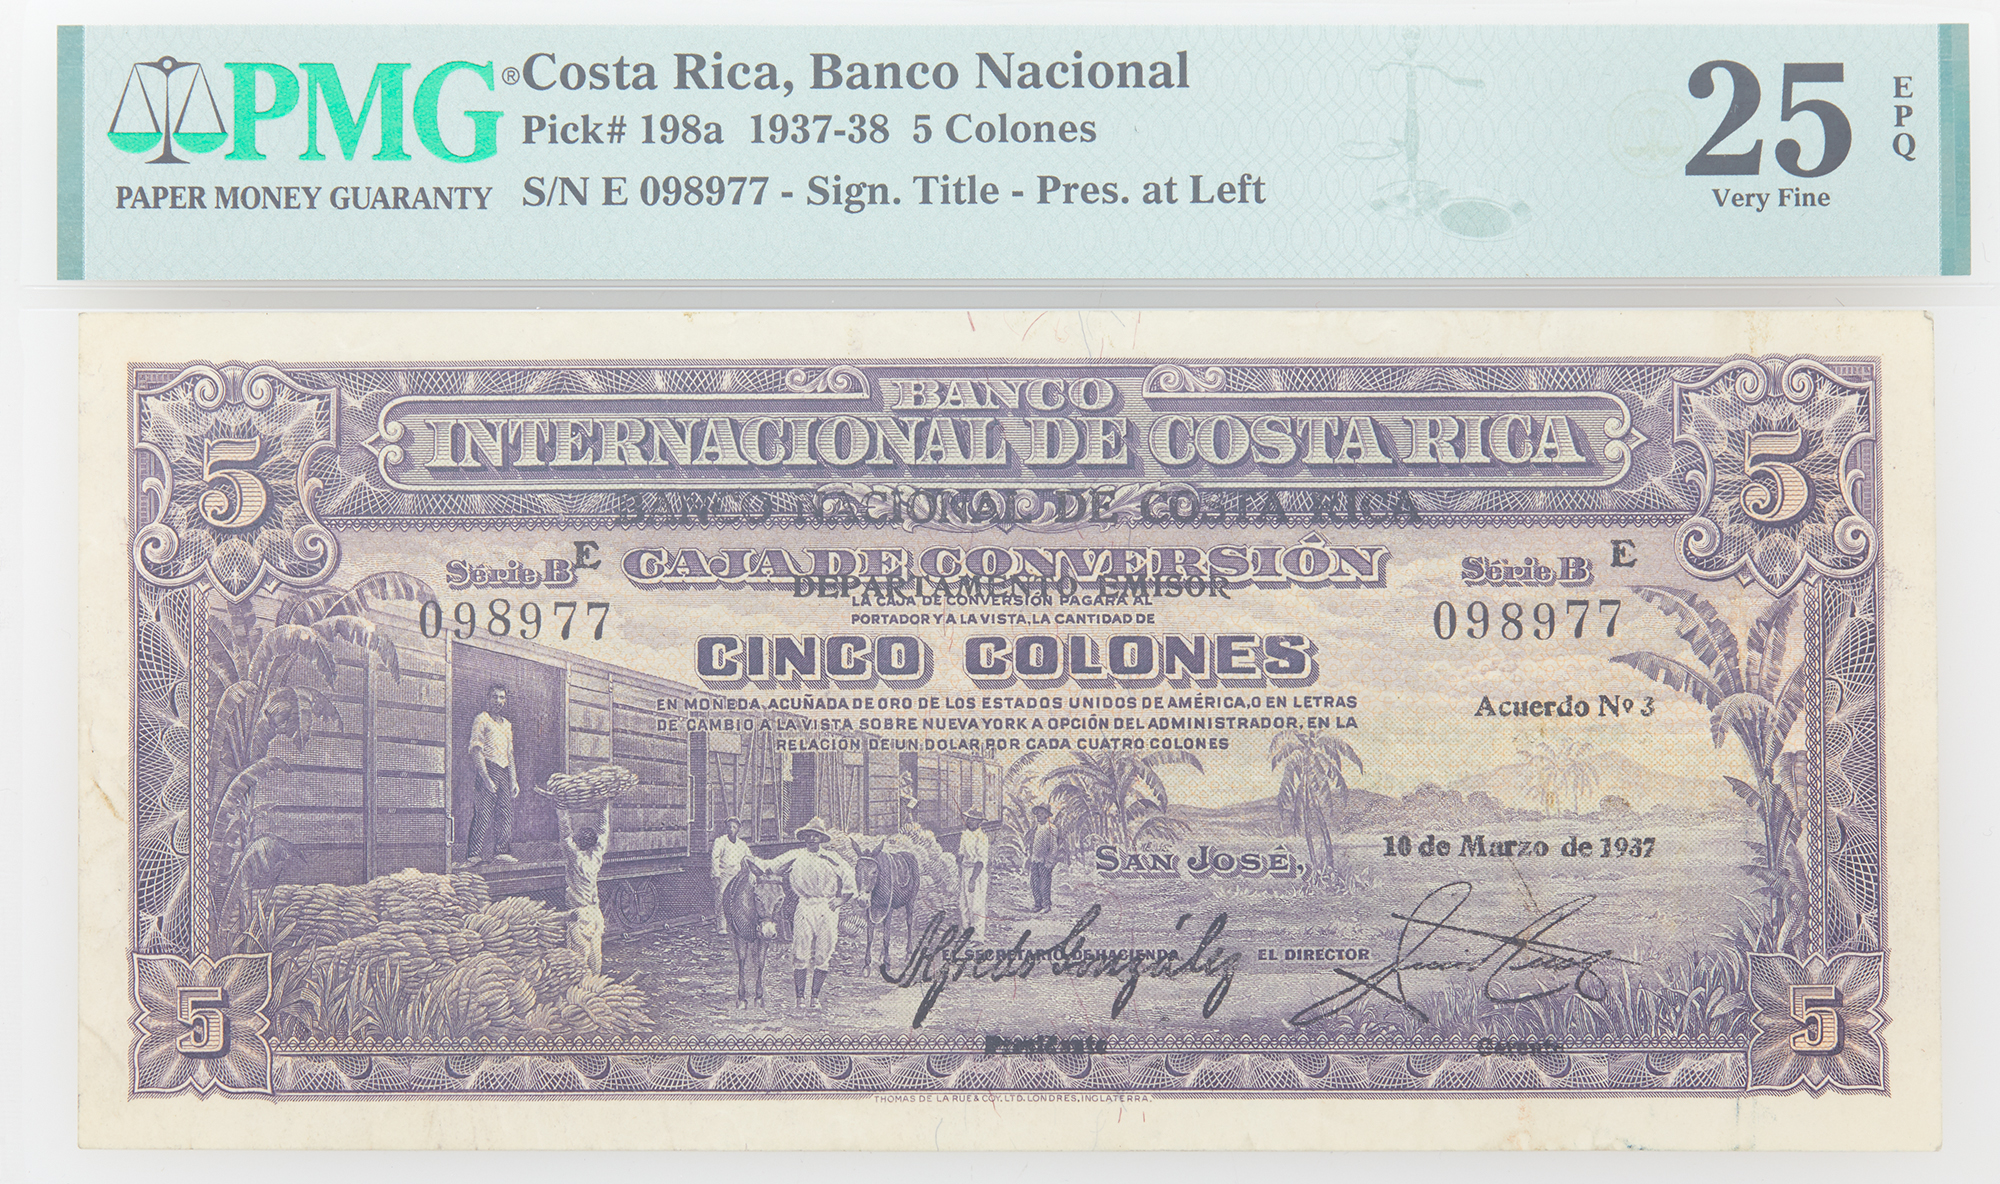 PMG®
PAPER MONEY GUARANTY
Costa Rica, Banco Nacional
Pick# 198a 1937-38 5 Colones
S/N E 098977 - Sign. Title - Pres. at Left
25
EPQ
Very Fine
BANCO
INTERNACIONAL DE COSTA RICA
5
5
BANCO NACIONAL DE COSTA RICA
Série B E
CAJA DE CONVERSIÓN
Série B E
DEPARTAMENTO EMISOR
098977
098977
LA CAJA DE CONVERSIÓN PAGARÁ AL
PORTADOR Y A LA VISTA, LA CANTIDAD DE
CINCO COLONES
EN MONEDA ACUÑADA DE ORO DE LOS ESTADOS UNIDOS DE AMÉRICA, O EN LETRAS
DE CAMBIO A LA VISTA SOBRE NUEVA YORK A OPCIÓN DEL ADMINISTRADOR, EN LA
RELACIÓN DE UN DOLAR POR CADA CUATRO COLONES
Acuerdo Nº 3
SAN JOSÉ,
10 de Marzo de 1937
EL SECRETARIO DE HACIENDA
EL DIRECTOR
Alfredo González
Presidente
Gerente
5
5
THOMAS DE LA RUE & COY. LTD. LONDRES, INGLATERRA.